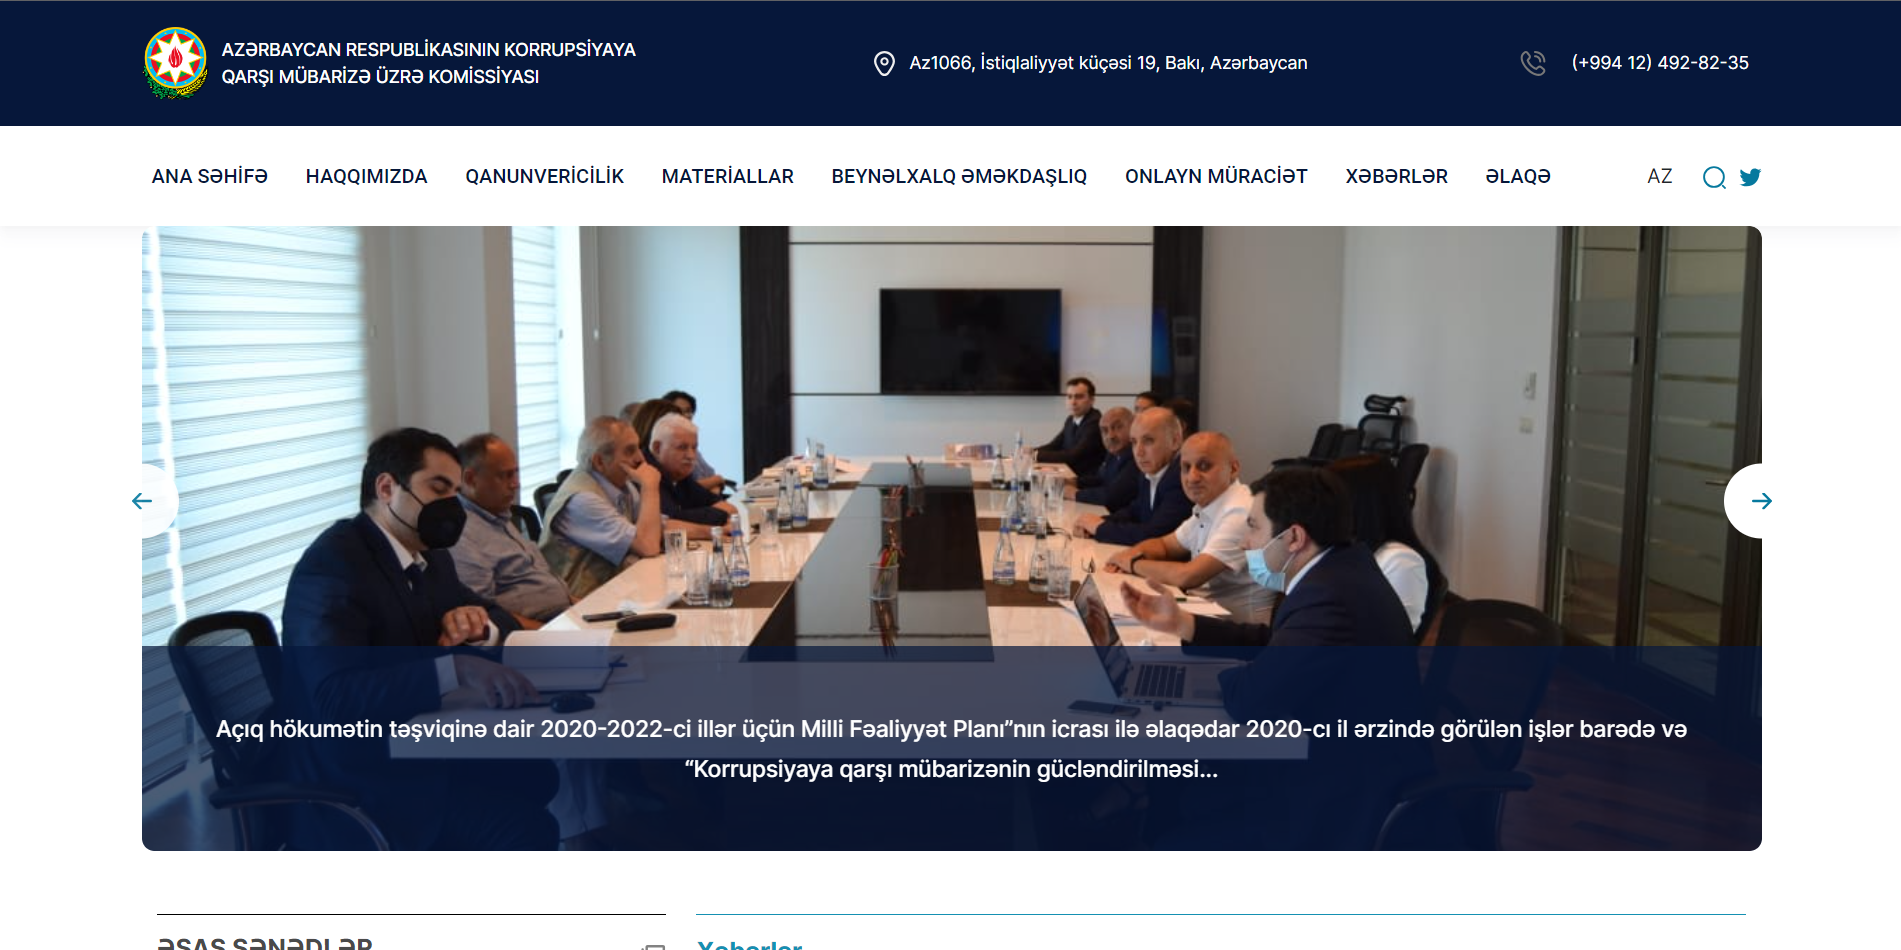 AZƏRBAYCAN RESPUBLİKASININ KORRUPSİYAYA
QARŞI MÜBARİZƏ ÜZRƏ KOMİSSİYASI
Az1066, İstiqlaliyyət küçəsi 19, Bakı, Azərbaycan
(+994 12) 492-82-35
ANA SƏHİFƏ HAQQIMIZDA QANUNVERİCİLİK MATERİALLAR BEYNƏLXALQ ƏMƏKDAŞLIQ ONLAYN MÜRACİƏT XƏBƏRLƏR ƏLAQƏ AZ
Açıq hökumətin təşviqinə dair 2020-2022-ci illər üçün Milli Fəaliyyət Planı”nın icrası ilə əlaqədar 2020-cı il ərzində görülən işlər barədə və
“Korrupsiyaya qarşı mübarizənin gücləndirilməsi...
ƏSAS SƏNƏDLƏR
Xəbərlər